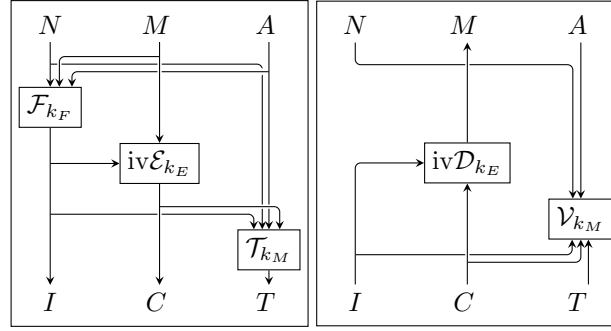 N M A N M A
𝓕_{k_F}
iv𝓔_{k_E} iv𝓓_{k_E}
𝓥_{k_M}
𝓣_{k_M}
I C T I C T